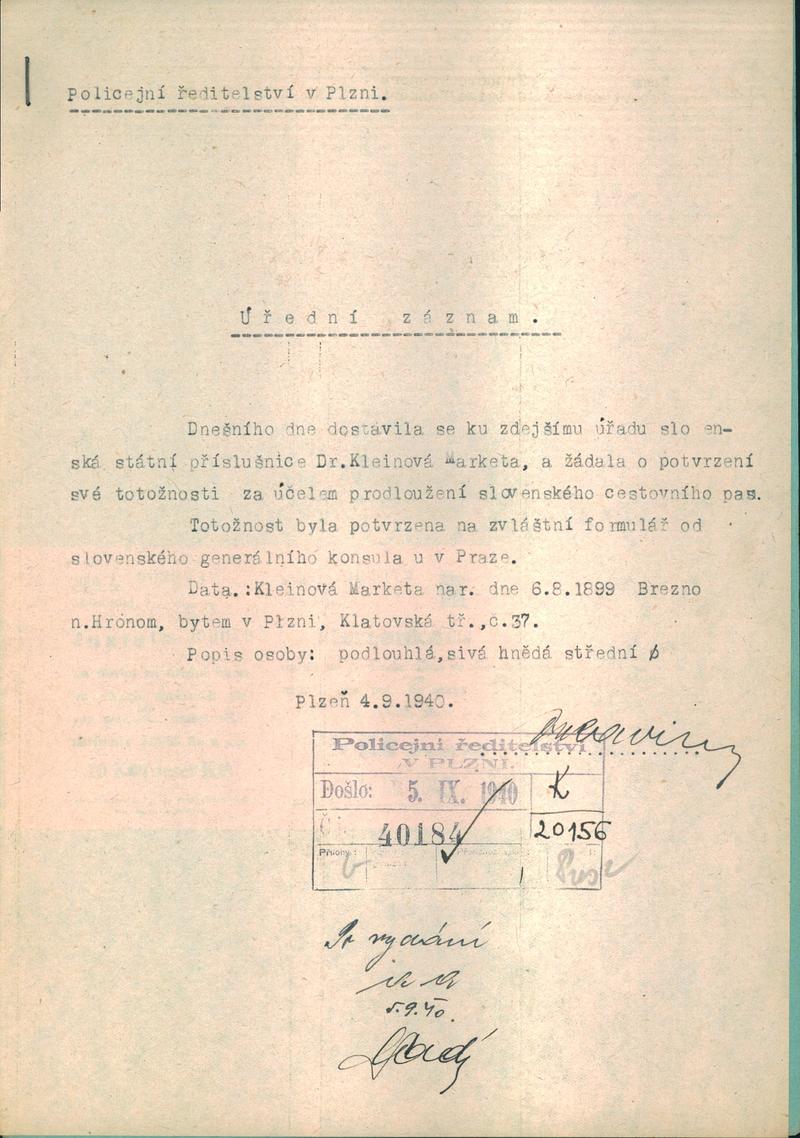 Policejní ředitelství v Plzni.
Úřední záznam.
Dnešního dne dostavila se ku zdejšímu úřadu slo en-
ská státní příslušnice Dr.Kleinová Marketa, a žádala o potvrzení
své totožnosti za účelem prodloužení slovenského cestovního pas.
Totožnost byla potvrzena na zvláštní formulář od
slovenského generálního konsula u v Praze.
Data.:Kleinová Marketa nar. dne 6.8.1899 Brezno
n.Hronom, bytem v Plzni, Klatovská tř.,č.37.
Popis osoby: podlouhlá,sivá hnědá střední
Plzeň 4.9.1940.
Policejní ředitelství
V PLZNI.
Došlo: 5. IX. 1940 K
40184 20156
Přílohy:
Po vydání
5.9.40.